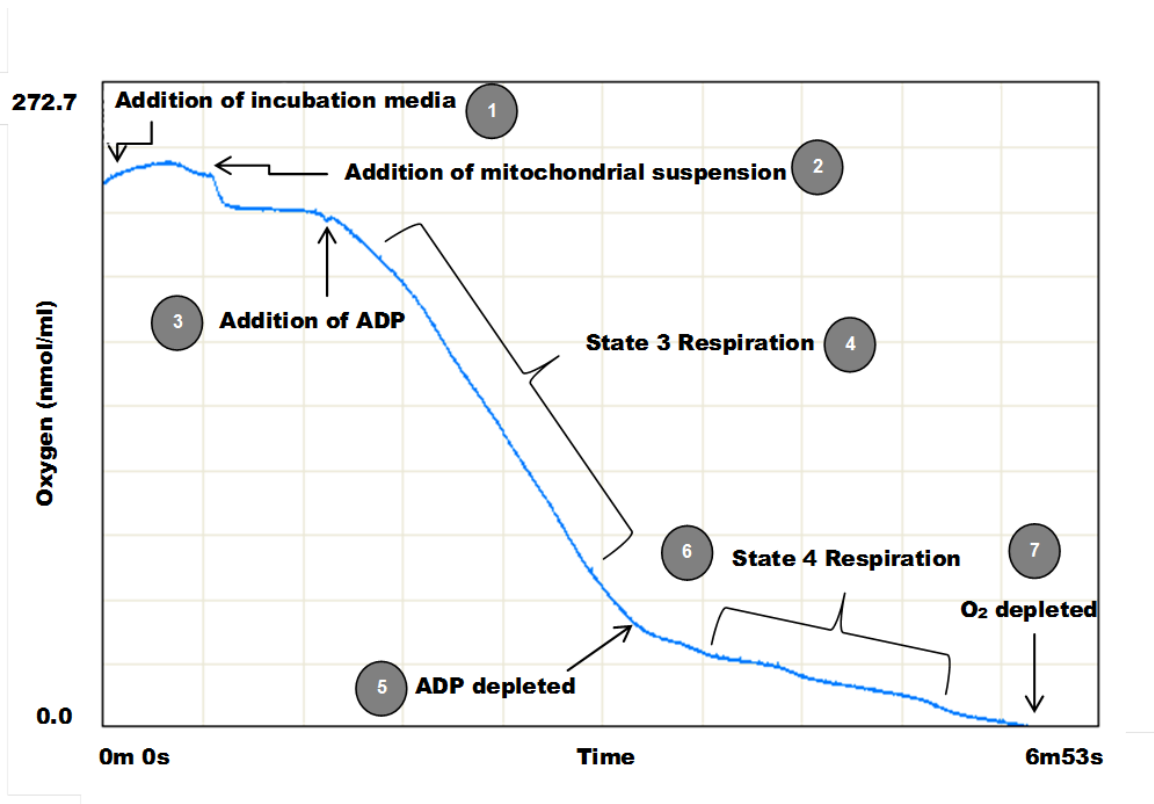 272.7
Addition of incubation media
1
Addition of mitochondrial suspension
2
3
Addition of ADP
State 3 Respiration
4
Oxygen (nmol/ml)
6
State 4 Respiration
7
O₂ depleted
5
ADP depleted
0.0
0m 0s
Time
6m53s